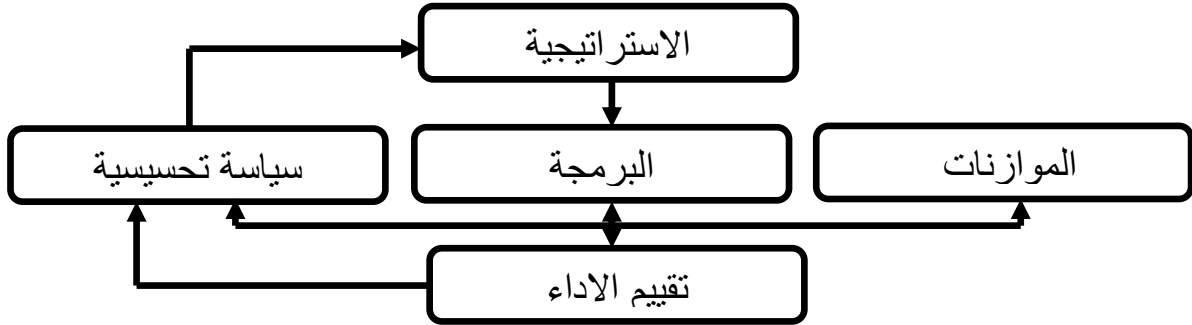 الاستراتيجية
الموازنات
البرمجة
سياسة تحسيسية
تقييم الاداء